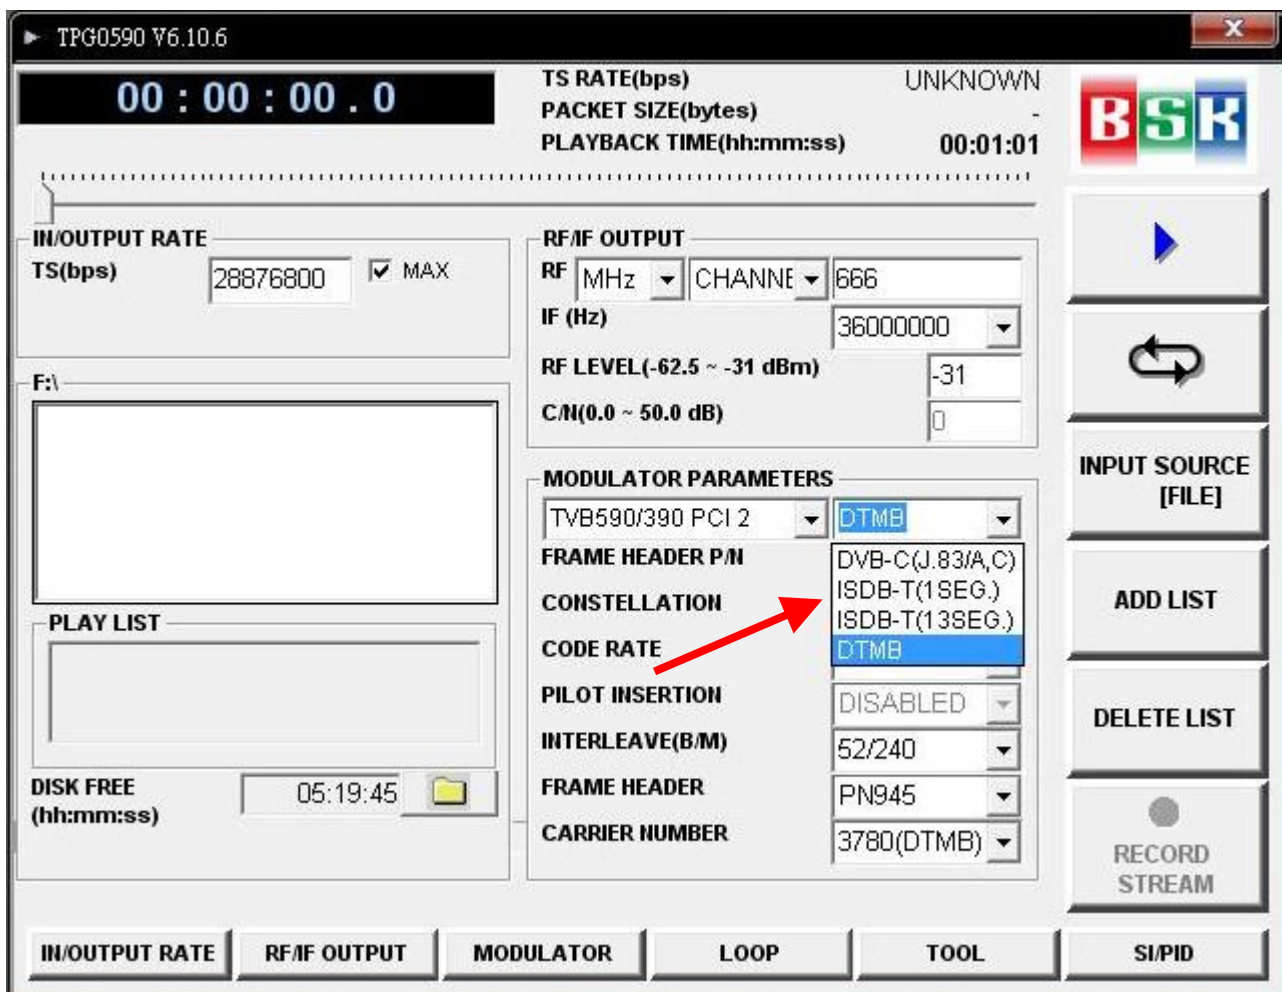 TPG0590 V6.10.6
X
00 : 00 : 00 . 0
TS RATE(bps) UNKNOWN
PACKET SIZE(bytes) -
PLAYBACK TIME(hh:mm:ss) 00:01:01
BSK
IN/OUTPUT RATE
TS(bps) 28876800 MAX
RF/IF OUTPUT
RF MHz CHANNE 666
IF (Hz) 36000000
RF LEVEL(-62.5 ~ -31 dBm) -31
C/N(0.0 ~ 50.0 dB) 0
F:\
PLAY LIST
DISK FREE 05:19:45
(hh:mm:ss)
MODULATOR PARAMETERS
TVB590/390 PCI 2 DTMB
FRAME HEADER P/N DVB-C(J.83/A,C)
ISDB-T(1SEG.)
CONSTELLATION
ISDB-T(13SEG.)
CODE RATE DTMB
PILOT INSERTION DISABLED
INTERLEAVE(B/M) 52/240
FRAME HEADER PN945
CARRIER NUMBER 3780(DTMB)
INPUT SOURCE
[FILE]
ADD LIST
DELETE LIST
RECORD
STREAM
IN/OUTPUT RATE RF/IF OUTPUT MODULATOR LOOP TOOL SI/PID